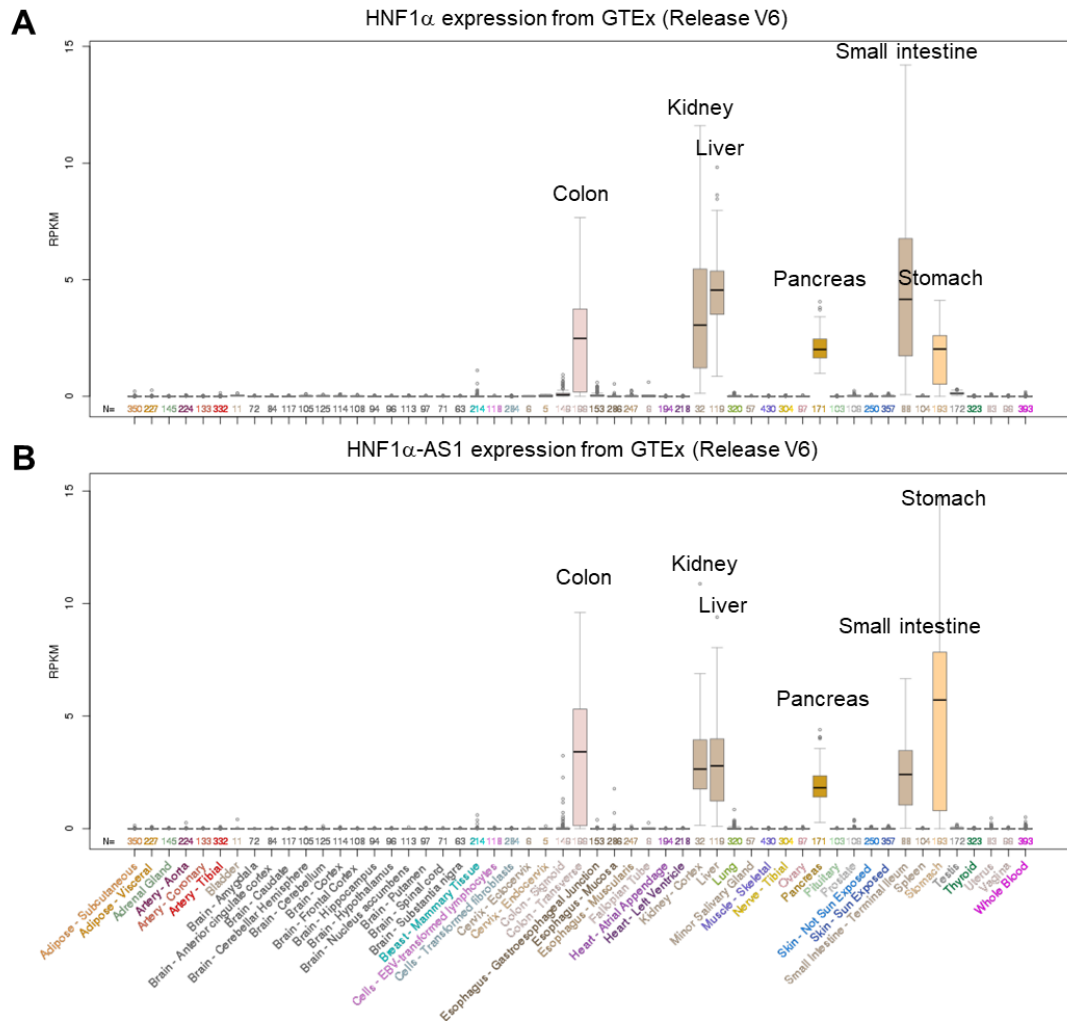 A
HNF1α expression from GTEx (Release V6)
15
10
5
0
RPKM
Small intestine
Kidney
Liver
Colon
Pancreas
Stomach
N= 350 227 145 224 133 332 11 72 84 117 105 125 114 108 94 96 113 97 71 63 214 118 284 6 5 149 196 153 286 247 6 194 218 32 119 320 57 430 304 97 171 103 106 250 357 88 104 193 172 323 83 96 393
B
HNF1α-AS1 expression from GTEx (Release V6)
15
10
5
0
RPKM
Stomach
Kidney
Colon
Liver
Small intestine
Pancreas
N= 350 227 145 224 133 332 11 72 84 117 105 125 114 108 94 96 113 97 71 63 214 118 284 6 5 149 196 153 286 247 6 194 218 32 119 320 57 430 304 97 171 103 106 250 357 88 104 193 172 323 83 96 393
Adipose - Subcutaneous
Adipose - Visceral
Adrenal Gland
Artery - Aorta
Artery - Coronary
Artery - Tibial
Bladder
Brain - Amygdala
Brain - Anterior cingulate cortex
Brain - Caudate
Brain - Cerebellar Hemisphere
Brain - Cerebellum
Brain - Cortex
Brain - Frontal Cortex
Brain - Hippocampus
Brain - Hypothalamus
Brain - Nucleus accumbens
Brain - Putamen
Brain - Spinal cord
Brain - Substantia nigra
Breast - Mammary Tissue
Cells - EBV-transformed lymphocytes
Cells - Transformed fibroblasts
Cervix - Ectocervix
Cervix - Endocervix
Colon - Sigmoid
Colon - Transverse
Esophagus - Gastroesophageal Junction
Esophagus - Mucosa
Esophagus - Muscularis
Fallopian Tube
Heart - Atrial Appendage
Heart - Left Ventricle
Kidney - Cortex
Liver
Lung
Minor Salivary Gland
Muscle - Skeletal
Nerve - Tibial
Ovary
Pancreas
Pituitary
Prostate
Skin - Not Sun Exposed
Skin - Sun Exposed
Small Intestine - Terminal Ileum
Spleen
Stomach
Testis
Thyroid
Uterus
Vagina
Whole Blood